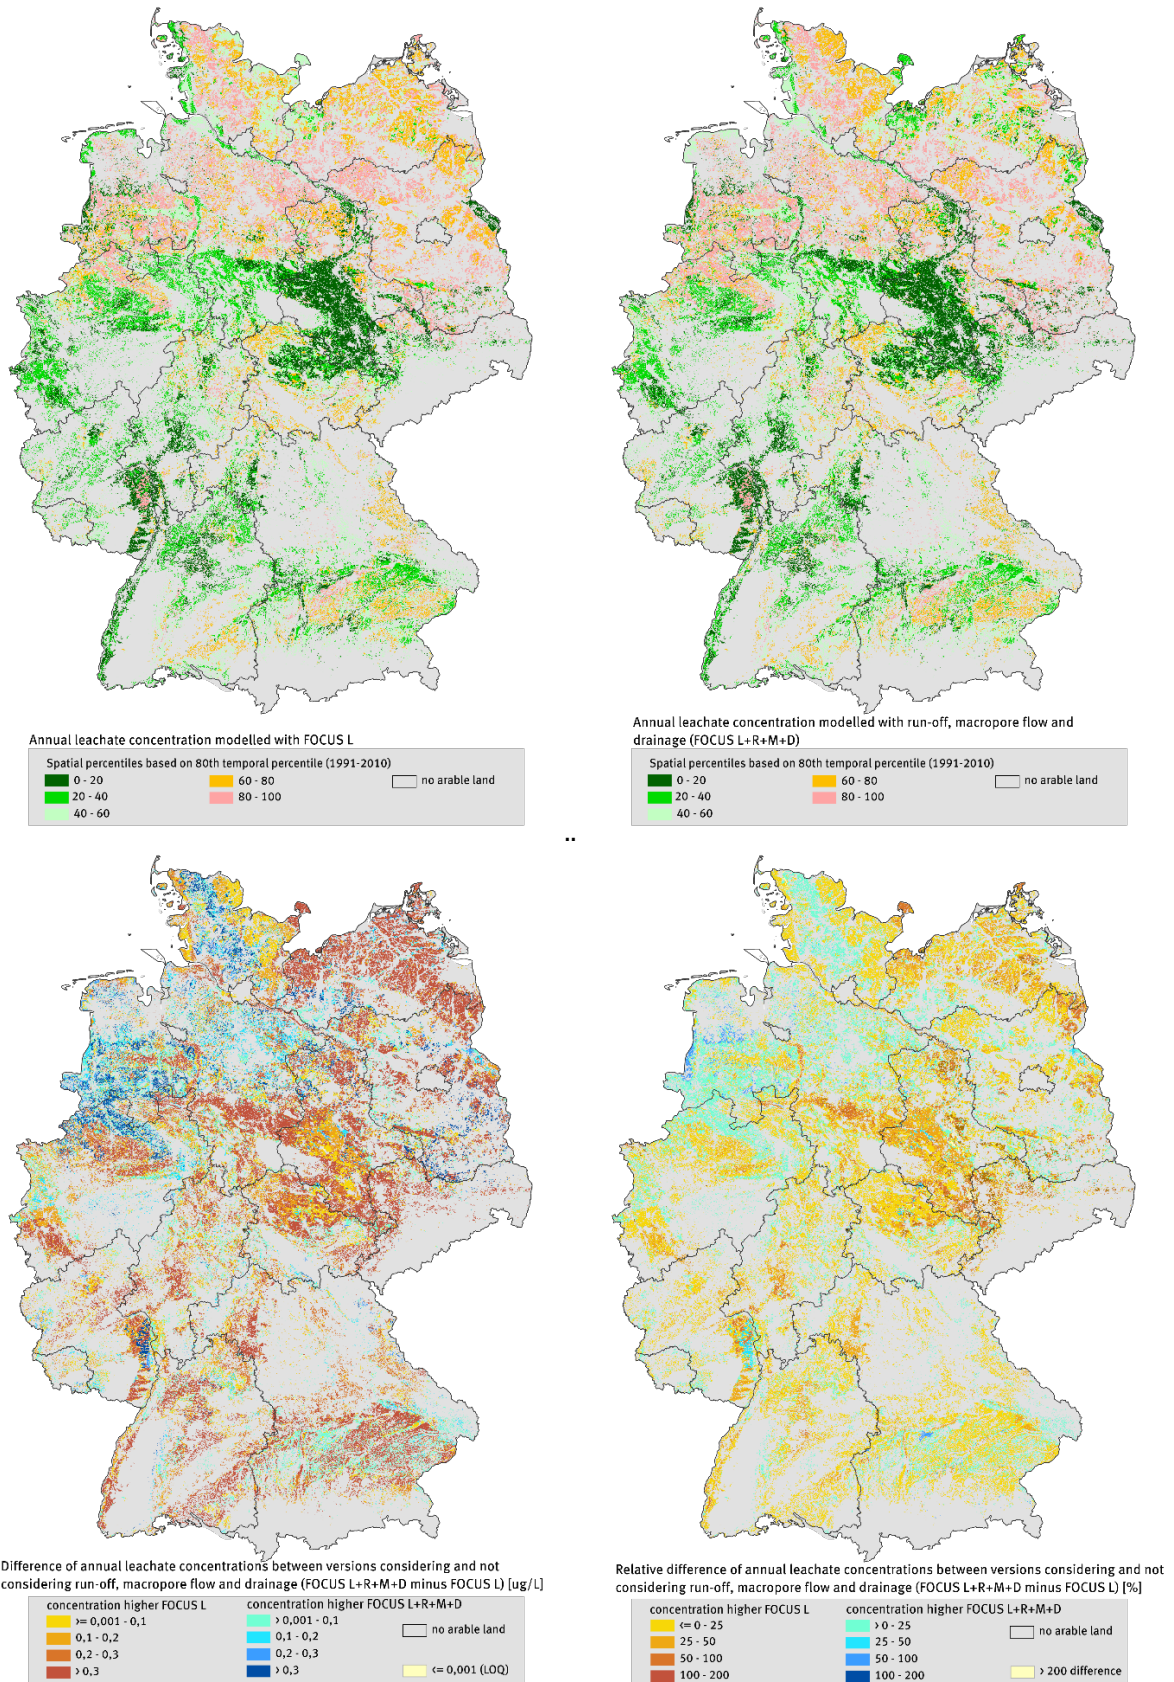 Annual leachate concentration modelled with FOCUS L
Spatial percentiles based on 80th temporal percentile (1991-2010)
0 - 20
20 - 40
40 - 60
60 - 80
80 - 100
no arable land
Annual leachate concentration modelled with run-off, macropore flow and
drainage (FOCUS L+R+M+D)
Spatial percentiles based on 80th temporal percentile (1991-2010)
0 - 20
20 - 40
40 - 60
60 - 80
80 - 100
no arable land
..
Difference of annual leachate concentrations between versions considering and not
considering run-off, macropore flow and drainage (FOCUS L+R+M+D minus FOCUS L) [ug/L]
concentration higher FOCUS L
>= 0,001 - 0,1
0,1 - 0,2
0,2 - 0,3
> 0,3
concentration higher FOCUS L+R+M+D
> 0,001 - 0,1
0,1 - 0,2
0,2 - 0,3
> 0,3
no arable land
<= 0,001 (LOQ)
Relative difference of annual leachate concentrations between versions considering and not
considering run-off, macropore flow and drainage (FOCUS L+R+M+D minus FOCUS L) [%]
concentration higher FOCUS L
<= 0 - 25
25 - 50
50 - 100
100 - 200
concentration higher FOCUS L+R+M+D
> 0 - 25
25 - 50
50 - 100
100 - 200
no arable land
> 200 difference